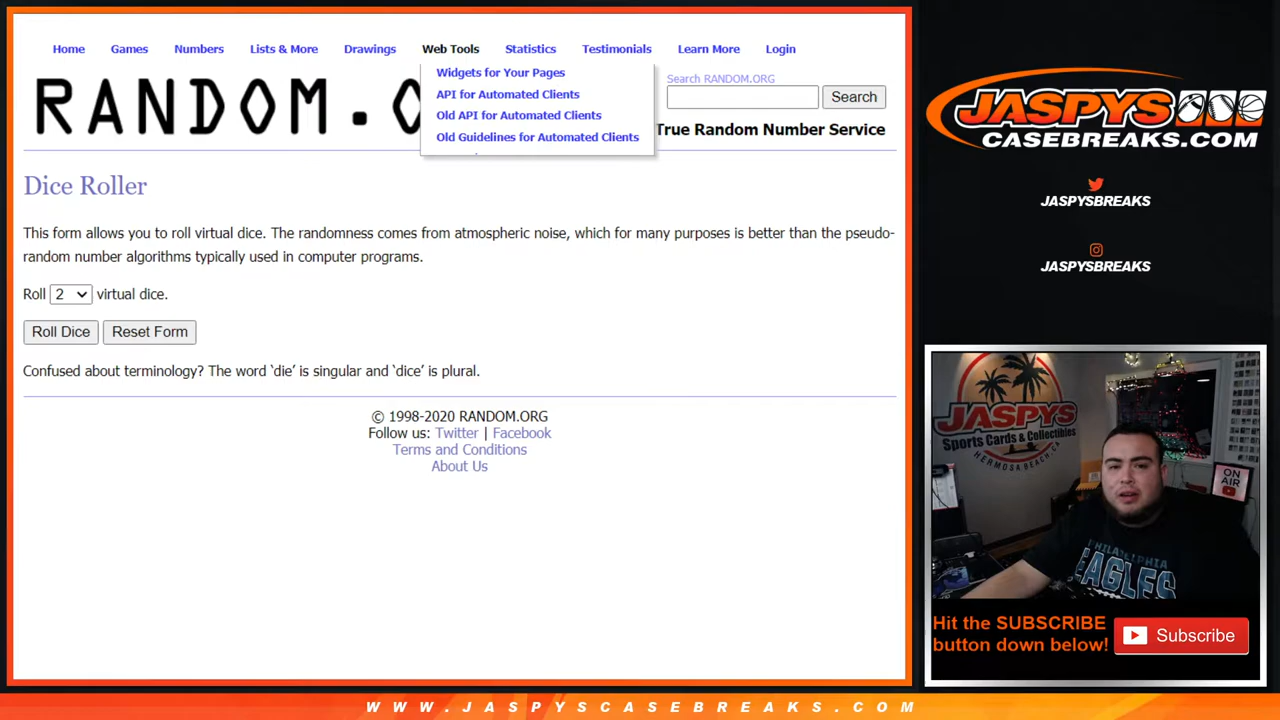 Home Games Numbers Lists & More Drawings Web Tools Statistics Testimonials Learn More Login
Widgets for Your Pages
API for Automated Clients
Old API for Automated Clients
Old Guidelines for Automated Clients
RANDOM.O
Search RANDOM.ORG
Search
True Random Number Service
Dice Roller
This form allows you to roll virtual dice. The randomness comes from atmospheric noise, which for many purposes is better than the pseudo-
random number algorithms typically used in computer programs.
Roll 2 virtual dice.
Roll Dice Reset Form
Confused about terminology? The word ‘die’ is singular and ‘dice’ is plural.
© 1998-2020 RANDOM.ORG
Follow us: Twitter | Facebook
Terms and Conditions
About Us
JASPYS
CASEBREAKS.COM
JASPYSBREAKS
JASPYSBREAKS
JASPYS
Sports Cards & Collectibles
HERMOSA BEACH, CA
ON
AIR
PHILADELPHIA
EAGLES
Hit the SUBSCRIBE
button down below!
Subscribe
WWW.JASPYSCASEBREAKS.COM